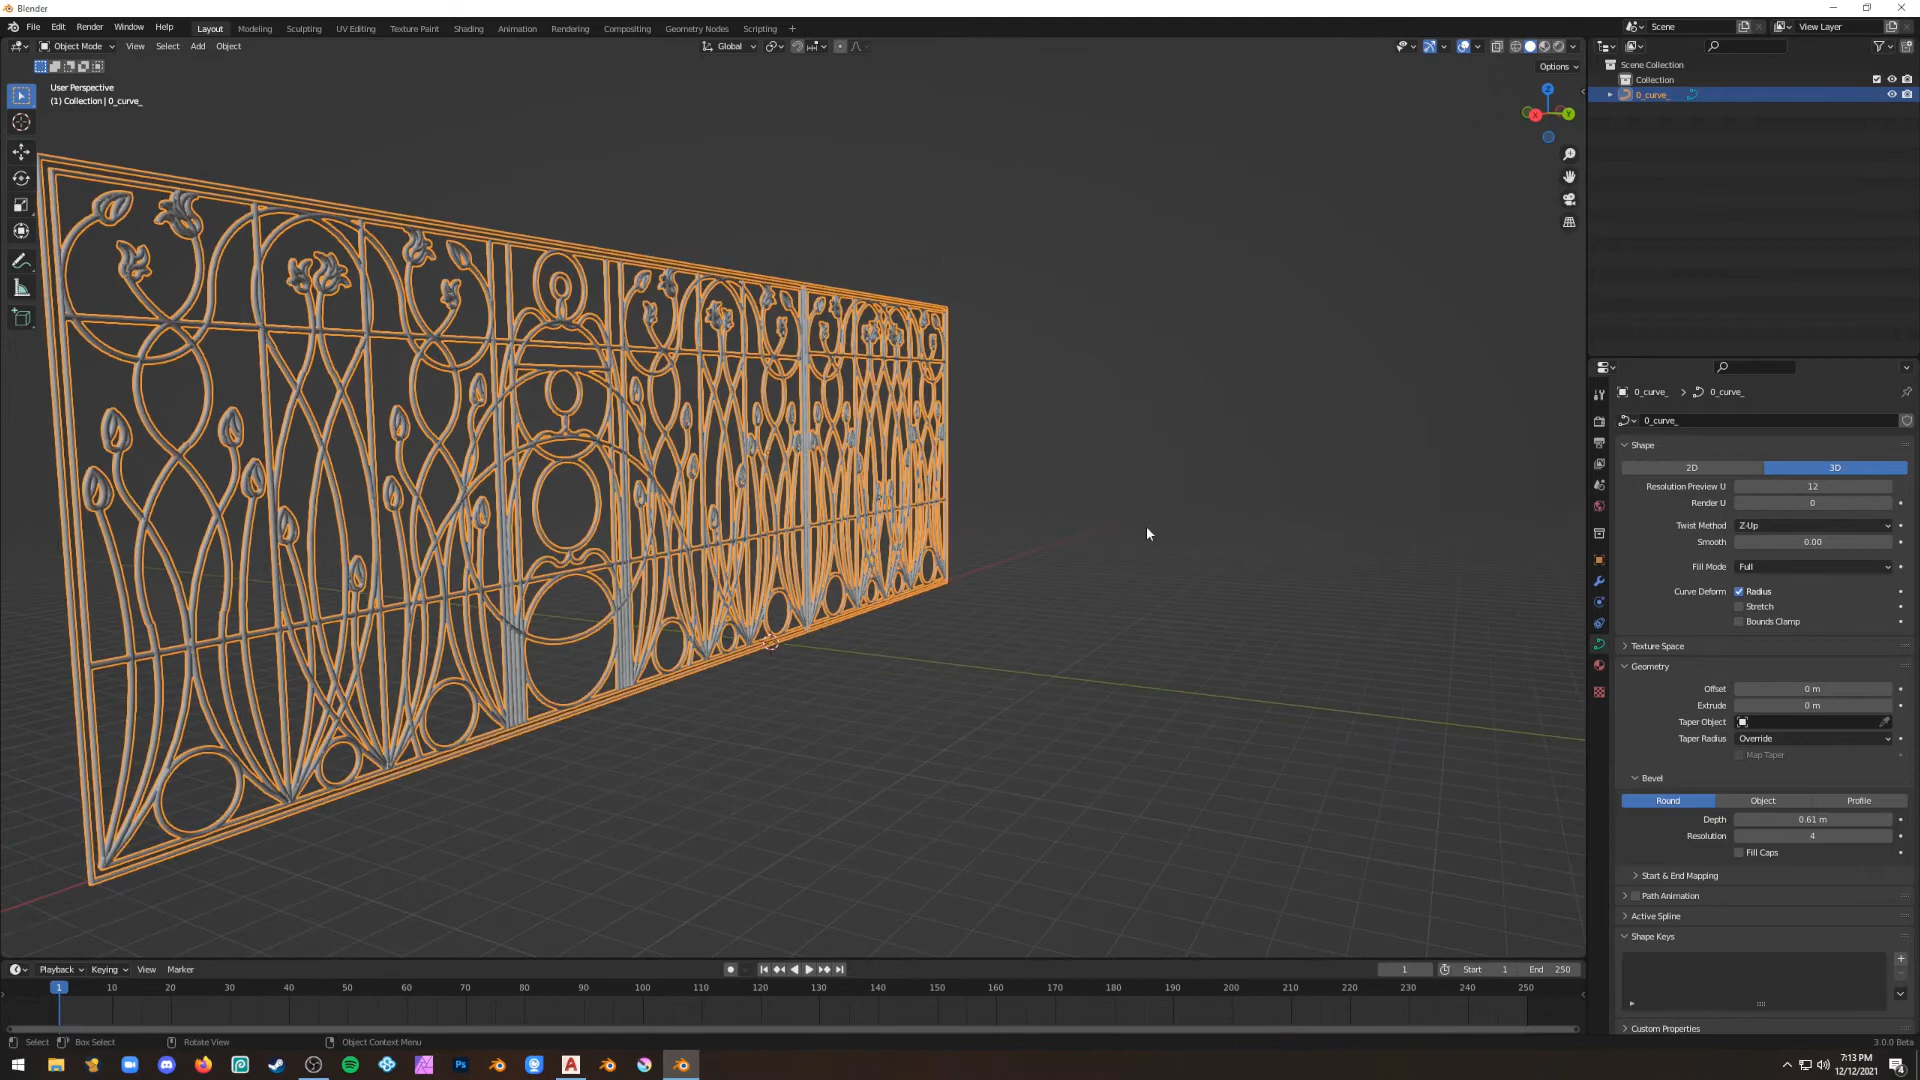 Blender
File Edit Render Window Help Layout Modeling Sculpting UV Editing Texture Paint Shading Animation Rendering Compositing Geometry Nodes Scripting + Scene View Layer
Object Mode View Select Add Object Global
Options
User Perspective
(1) Collection | 0_curve_
Z
X
Y
Scene Collection
Collection
0_curve_
0_curve_ > 0_curve_
0_curve_
Shape
2D 3D
Resolution Preview U 12
Render U 0
Twist Method Z-Up
Smooth 0.00
Fill Mode Full
Curve Deform Radius
Stretch
Bounds Clamp
Texture Space
Geometry
Offset 0 m
Extrude 0 m
Taper Object
Taper Radius Override
Map Taper
Bevel
Round Object Profile
Depth 0.61 m
Resolution 4
Fill Caps
Start & End Mapping
Path Animation
Active Spline
Shape Keys
Custom Properties
Playback Keying View Marker 1 Start 1 End 250
1 10 20 30 40 50 60 70 80 90 100 110 120 130 140 150 160 170 180 190 200 210 220 230 240 250
Select Box Select Rotate View Object Context Menu 3.0.0 Beta
Ps A 7:13 PM
12/12/2021
4